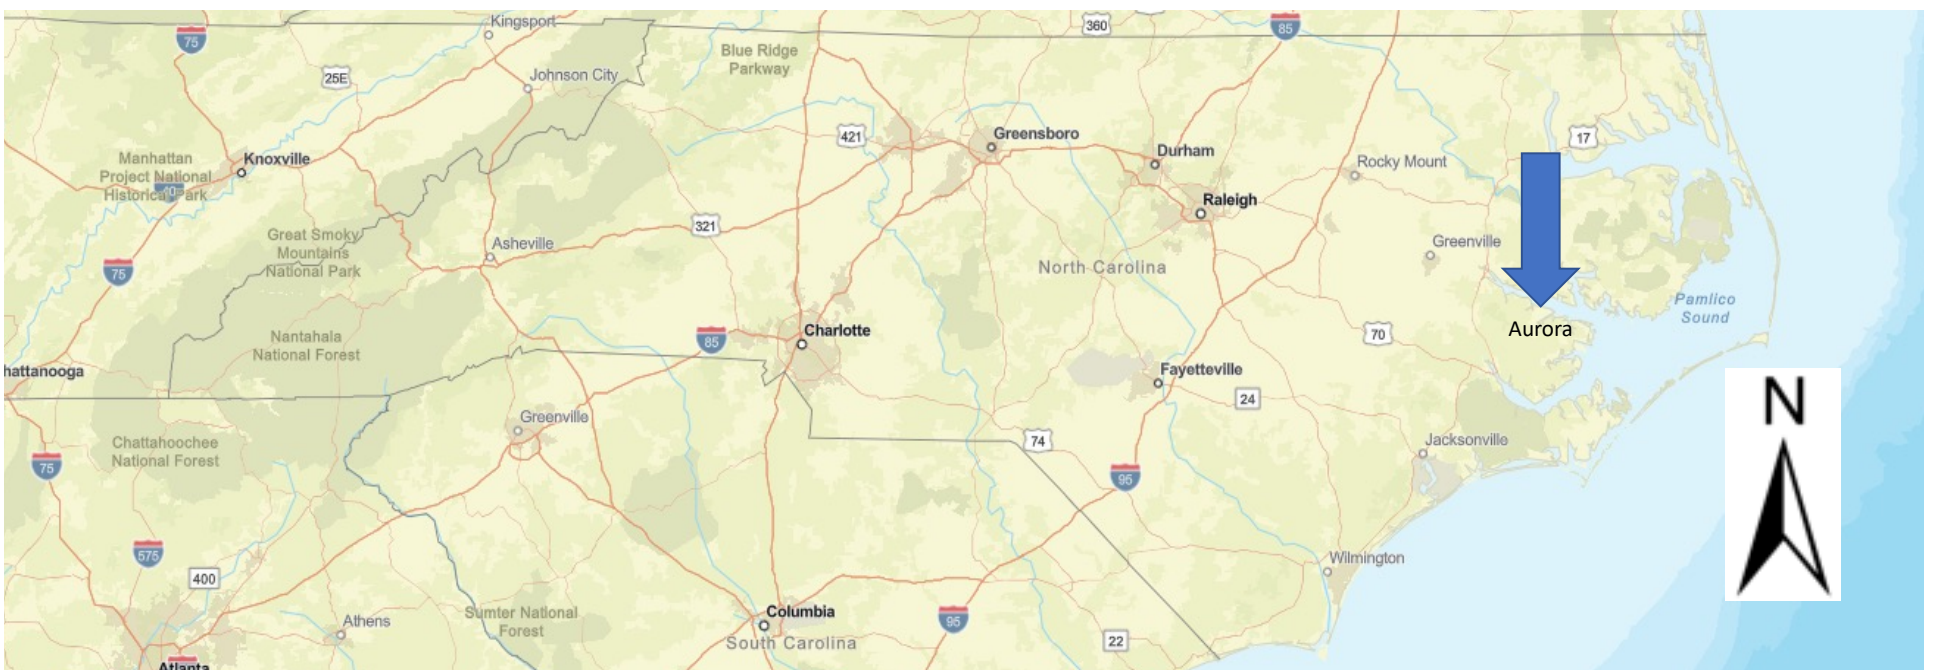 Kingsport
360
85
75
Blue Ridge
Parkway
25E
Johnson City
421
Greensboro
17
Manhattan
Project National
Historical Park
40
Knoxville
Durham
Rocky Mount
Raleigh
321
Great Smoky
Mountains
National Park
Asheville
Greenville
75
North Carolina
Pamlico
Sound
Nantahala
National Forest
85
Charlotte
70
Aurora
hattanooga
Fayetteville
24
N
Greenville
Chattahoochee
National Forest
74
Jacksonville
75
95
575
400
Wilmington
Sumter National
Forest
Athens
Columbia
95
South Carolina
22
Atlanta